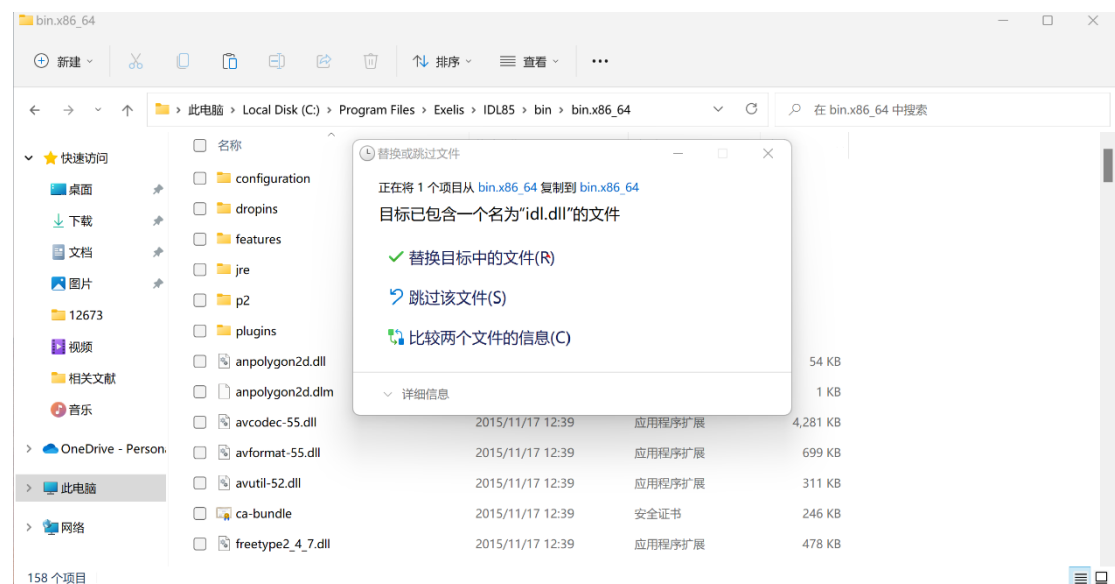 bin.x86_64
新建
排序
查看
此电脑 › Local Disk (C:) › Program Files › Exelis › IDL85 › bin › bin.x86_64
在 bin.x86_64 中搜索
快速访问
桌面
下载
文档
图片
12673
视频
相关文献
音乐
OneDrive - Person
此电脑
网络
名称
configuration
dropins
features
jre
p2
plugins
anpolygon2d.dll 54 KB
anpolygon2d.dlm 1 KB
avcodec-55.dll 2015/11/17 12:39 应用程序扩展 4,281 KB
avformat-55.dll 2015/11/17 12:39 应用程序扩展 699 KB
avutil-52.dll 2015/11/17 12:39 应用程序扩展 311 KB
ca-bundle 2015/11/17 12:39 安全证书 246 KB
freetype2_4_7.dll 2015/11/17 12:39 应用程序扩展 478 KB
替换或跳过文件
正在将 1 个项目从 bin.x86_64 复制到 bin.x86_64
目标已包含一个名为“idl.dll”的文件
替换目标中的文件(R)
跳过该文件(S)
比较两个文件的信息(C)
详细信息
158 个项目